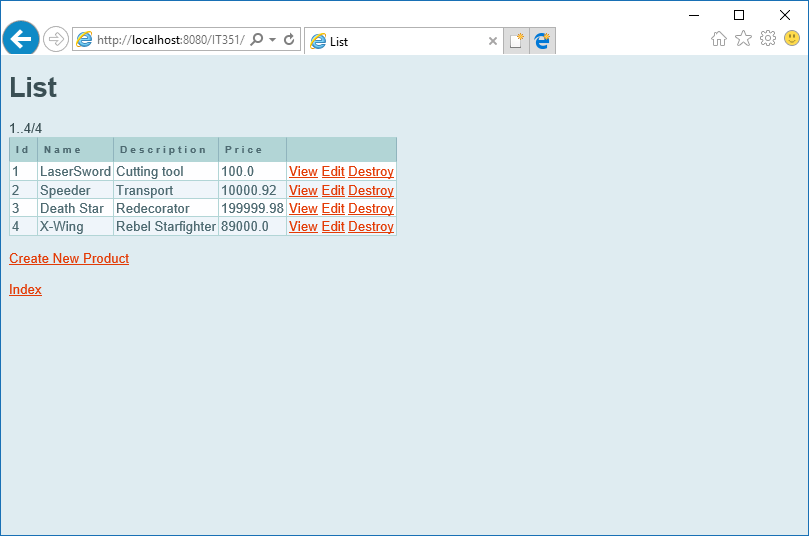 http://localhost:8080/IT351/
List
List
1..4/4
Id Name Description Price
1 LaserSword Cutting tool 100.0 View Edit Destroy
2 Speeder Transport 10000.92 View Edit Destroy
3 Death Star Redecorator 199999.98 View Edit Destroy
4 X-Wing Rebel Starfighter 89000.0 View Edit Destroy
Create New Product
Index